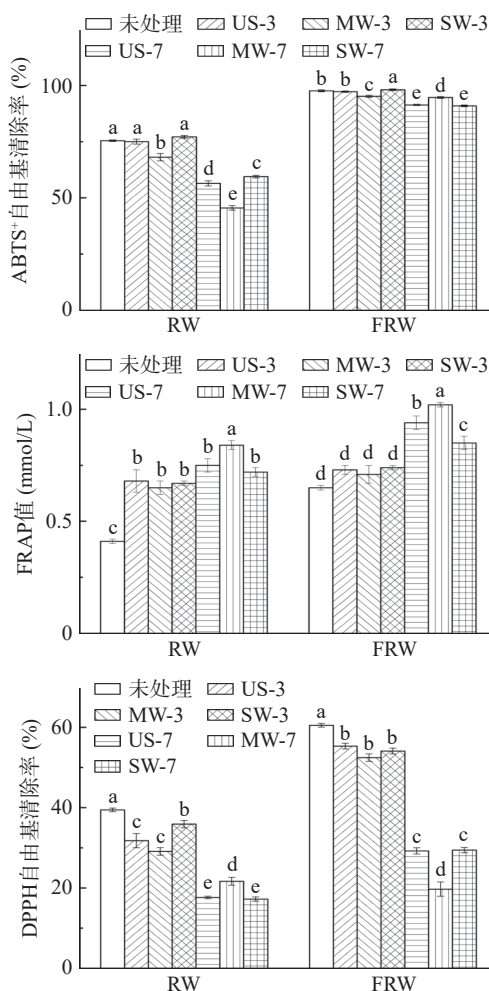 未处理 US-3 MW-3 SW-3
US-7 MW-7 SW-7
ABTS⁺自由基清除率 (%)
100
50
0
a a b a d e c
b b c a e d e
RW FRW
未处理 US-3 MW-3 SW-3
US-7 MW-7 SW-7
FRAP值 (mmol/L)
1.0
0.5
0
c b b b b a b
d d d d b a c
RW FRW
未处理 US-3
MW-3 SW-3
US-7 MW-7
SW-7
DPPH自由基清除率 (%)
60
40
20
0
a c c b e d e
a b b b c d c
RW FRW